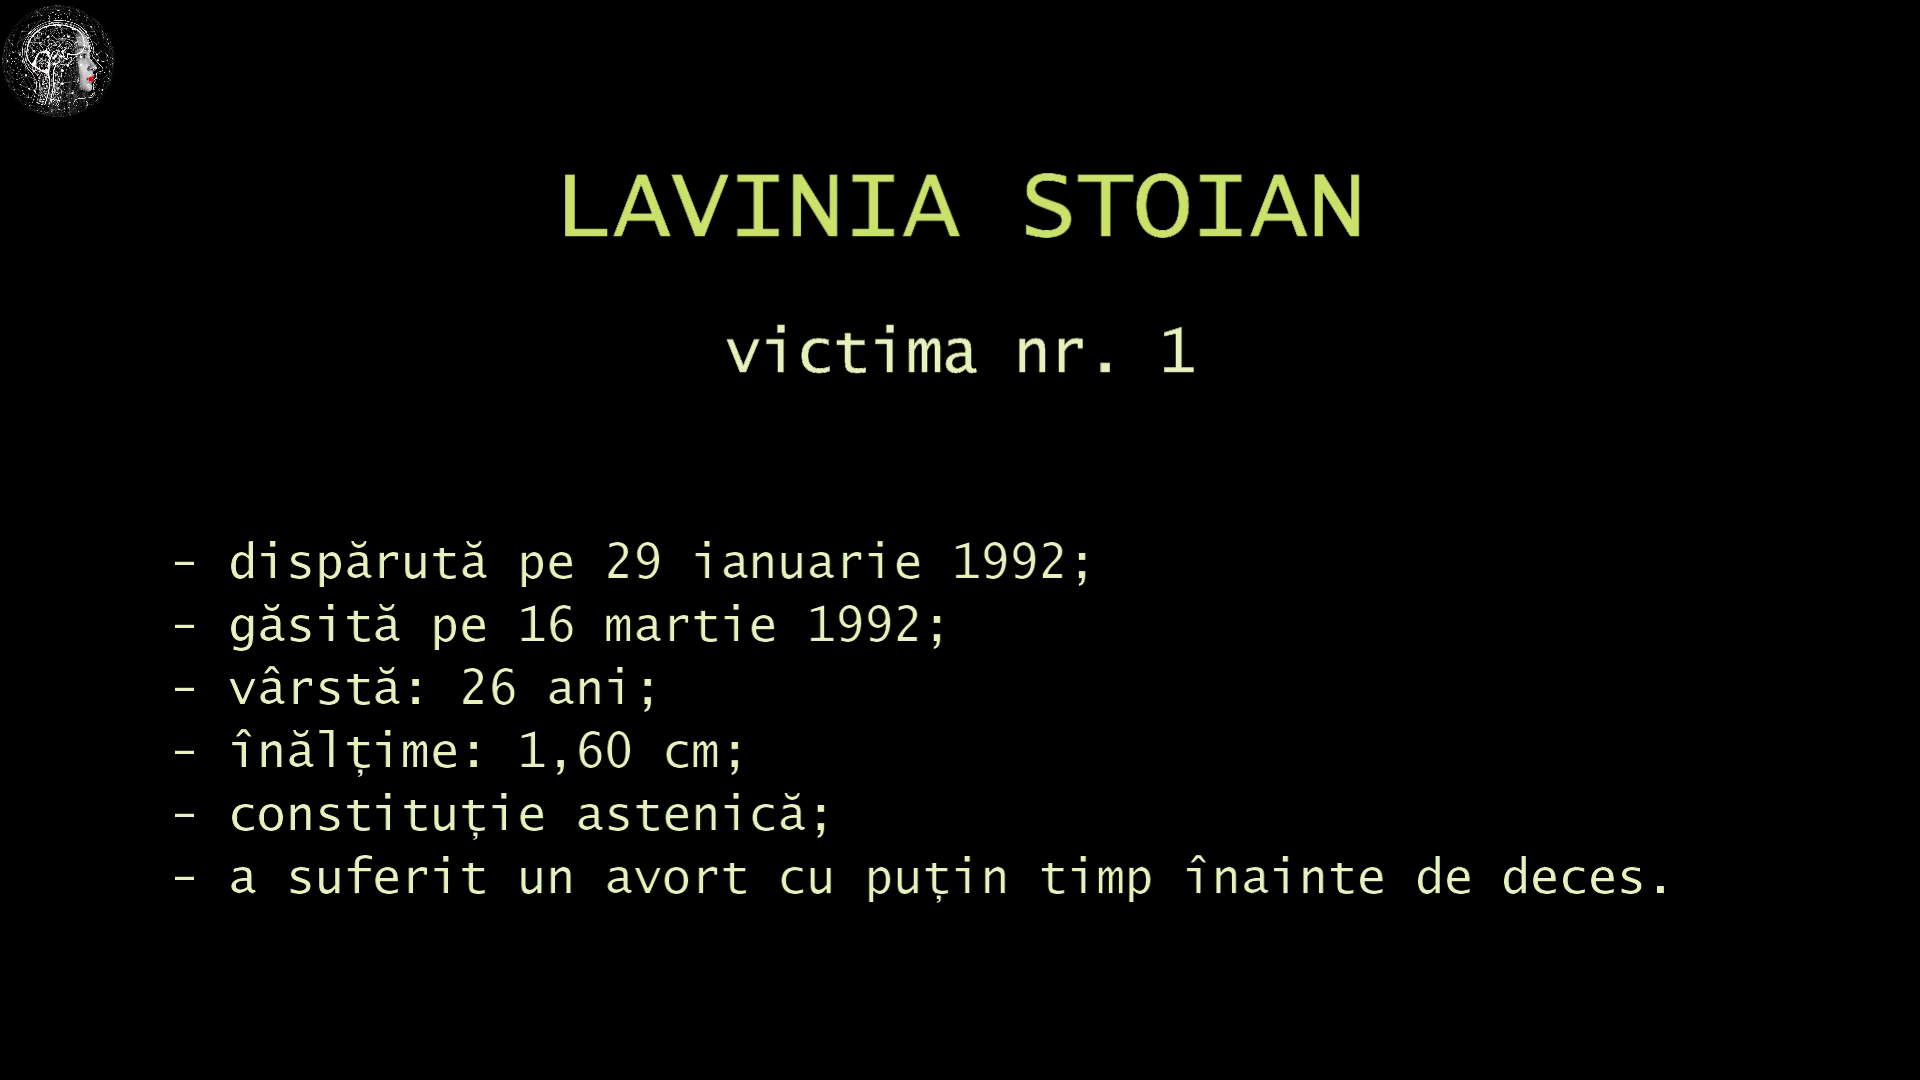 LAVINIA STOIAN
victima nr. 1
- dispărută pe 29 ianuarie 1992;
- găsită pe 16 martie 1992;
- vârstă: 26 ani;
- înălțime: 1,60 cm;
- constituție astenică;
- a suferit un avort cu puțin timp înainte de deces.